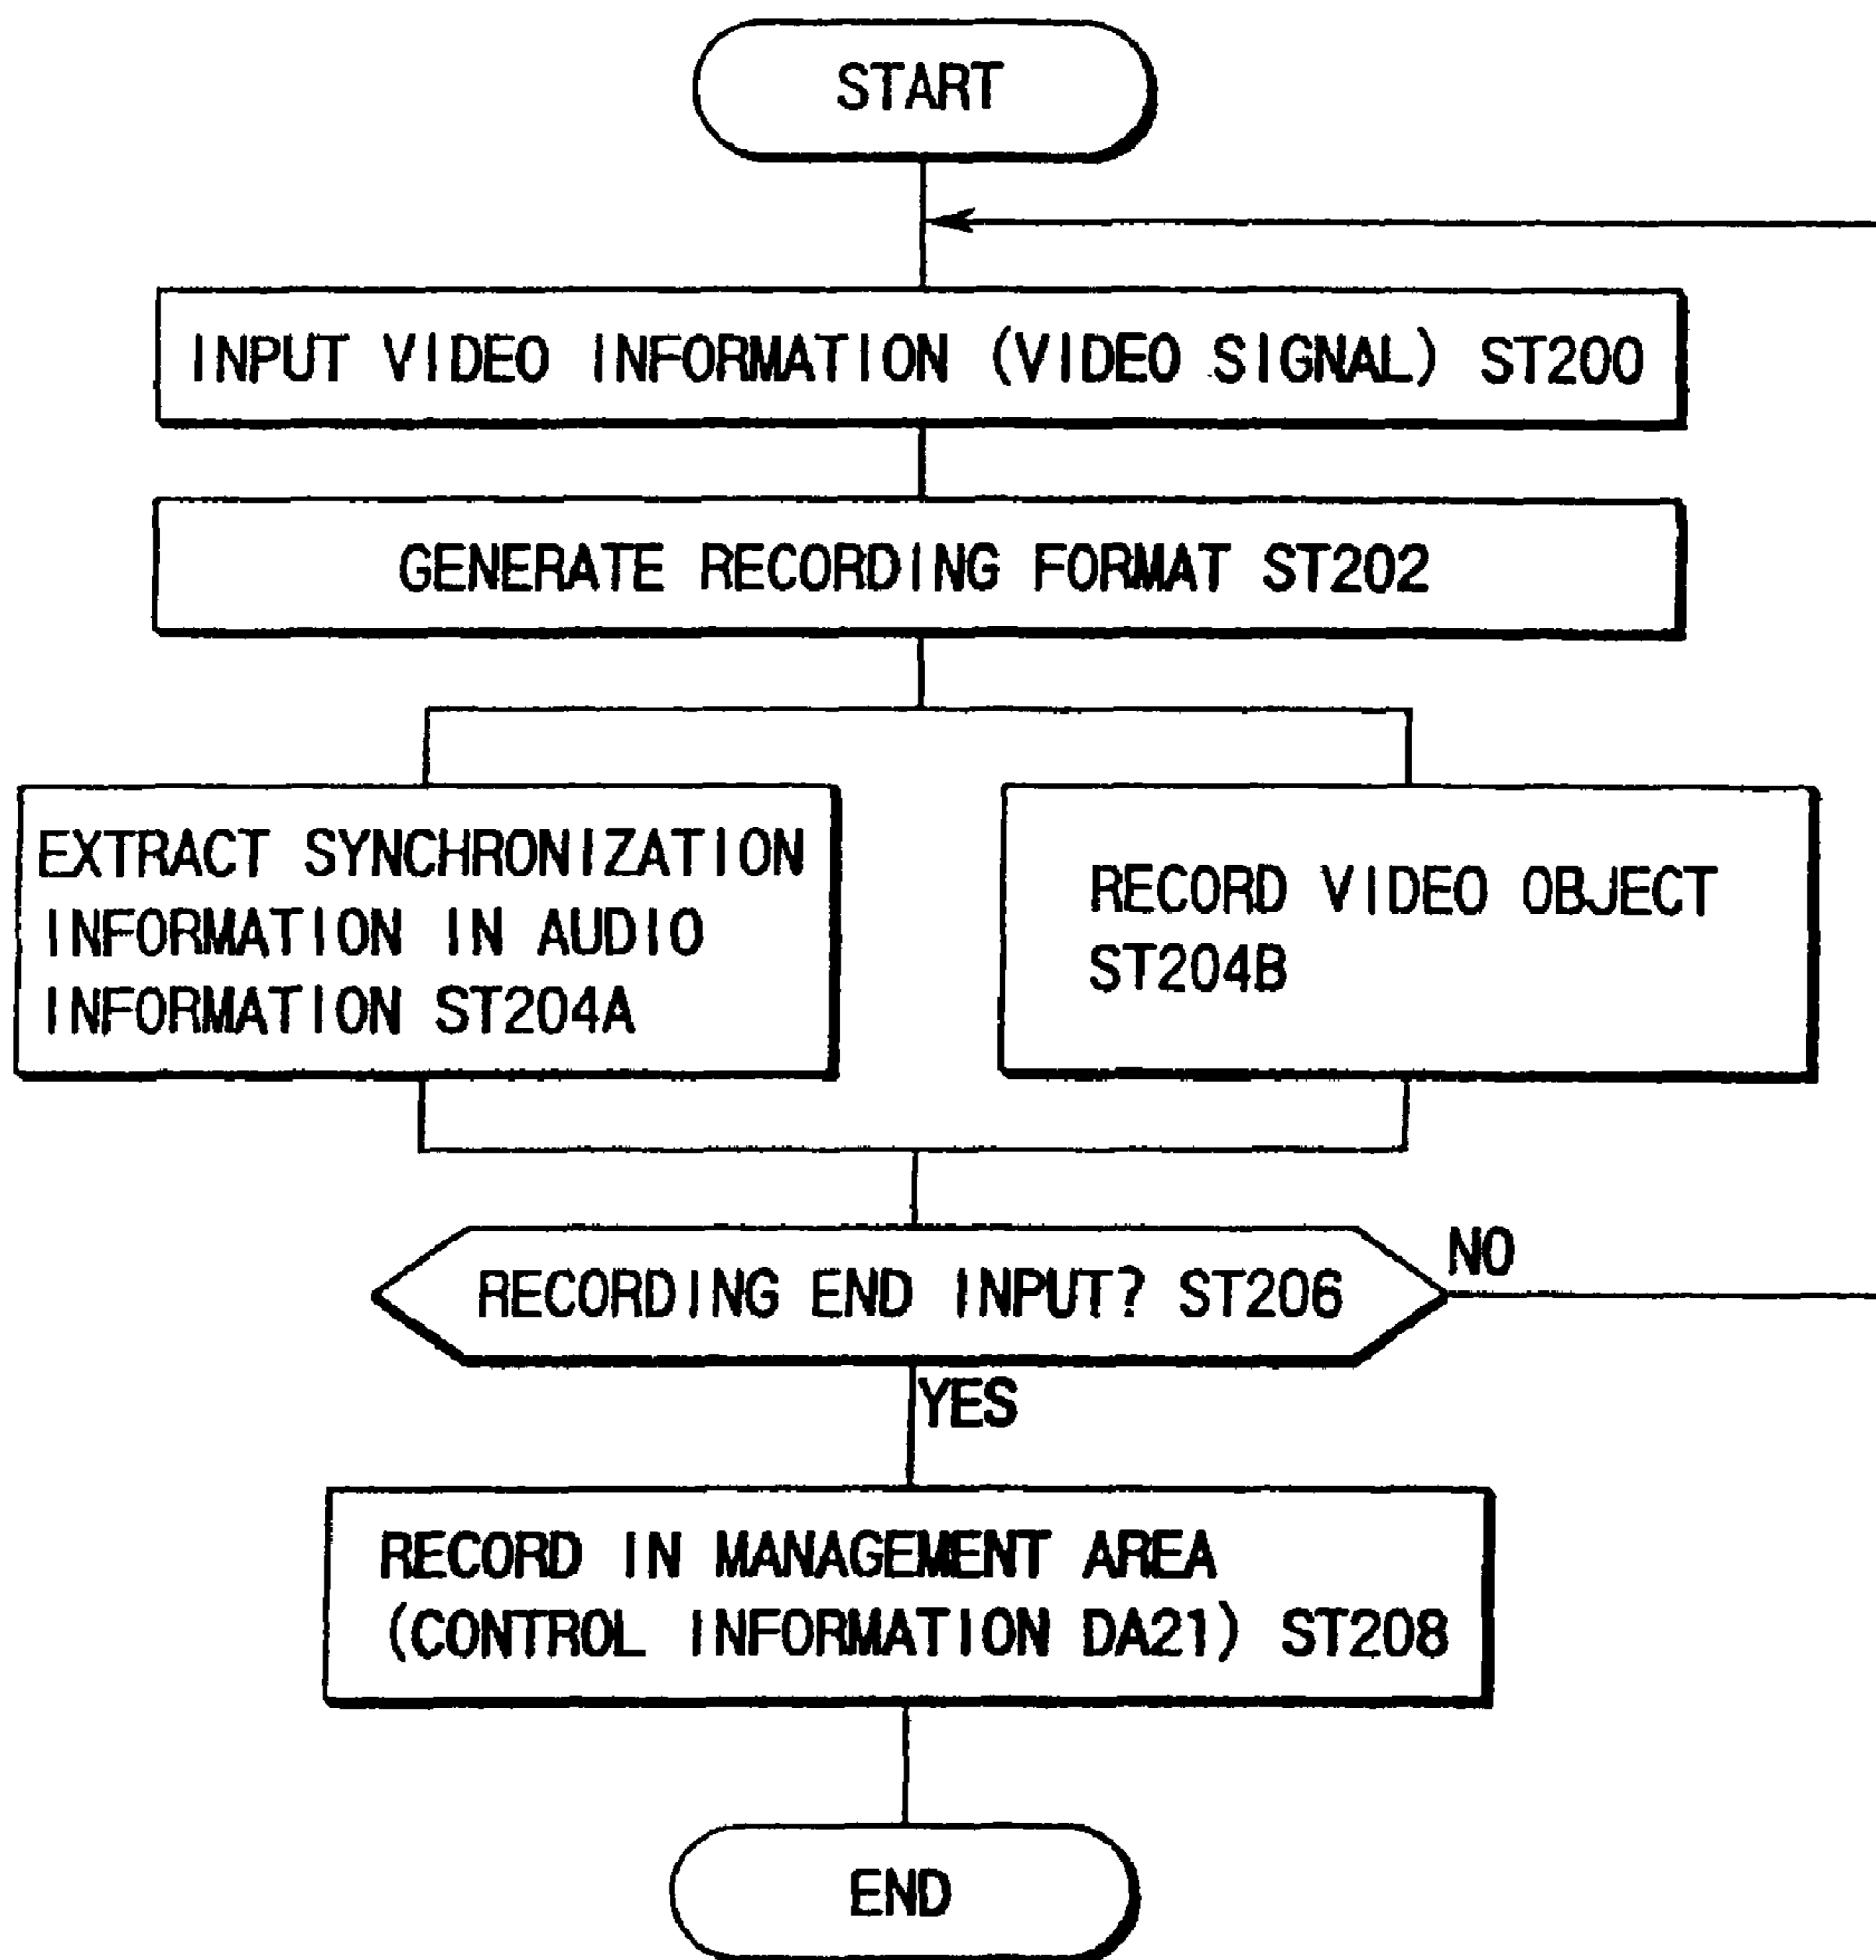 START
INPUT VIDEO INFORMATION (VIDEO SIGNAL) ST200
GENERATE RECORDING FORMAT ST202
EXTRACT SYNCHRONIZATION
INFORMATION IN AUDIO
INFORMATION ST204A
RECORD VIDEO OBJECT
ST204B
RECORDING END INPUT? ST206
NO
YES
RECORD IN MANAGEMENT AREA
(CONTROL INFORMATION DA21) ST208
END